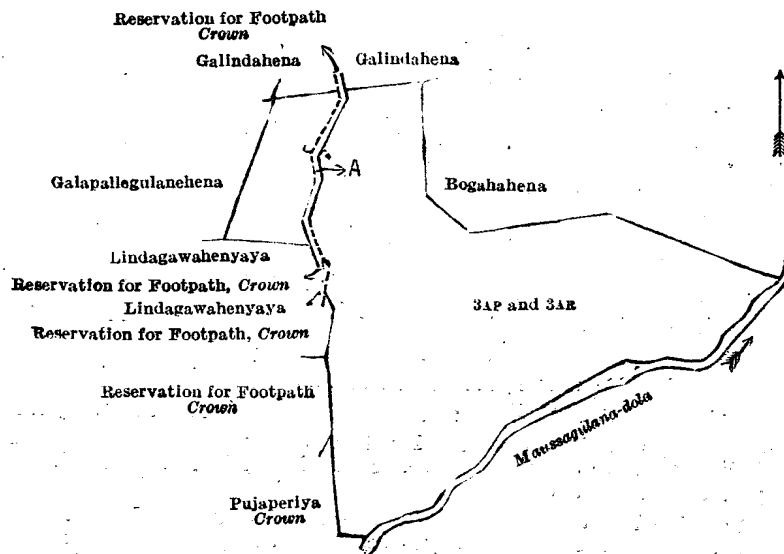 Reservation for Footpath
Crown
Galindahena
Galindahena
A
Galapallegulanehena
Bogahahena
Lindagawahenyaya
Reservation for Footpath, Crown
Lindagawahenyaya
3AP and 3AR
Reservation for Footpath, Crown
Reservation for Footpath
Crown
Maussagulana-dola
Pujaperiya
Crown